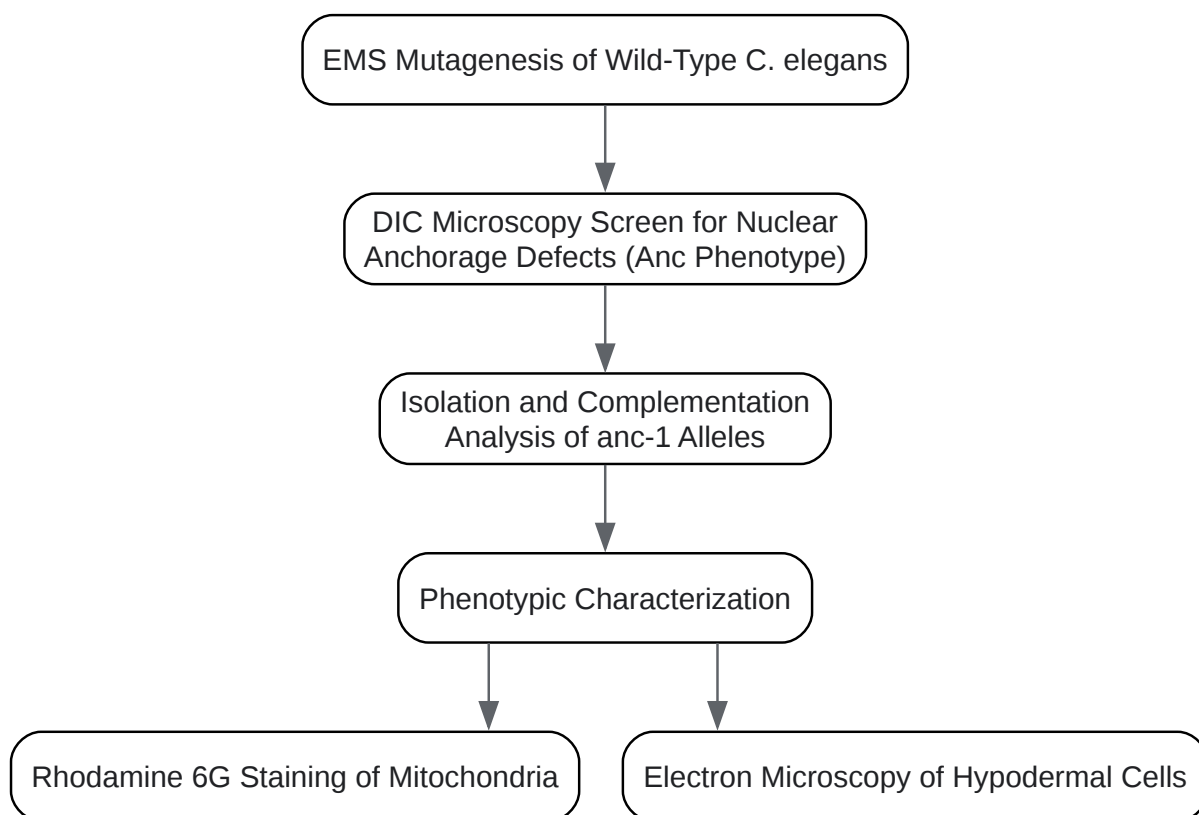 EMS Mutagenesis of Wild-Type C. elegans
DIC Microscopy Screen for Nuclear
Anchorage Defects (Anc Phenotype)
Isolation and Complementation
Analysis of anc-1 Alleles
Phenotypic Characterization
Rhodamine 6G Staining of Mitochondria
Electron Microscopy of Hypodermal Cells